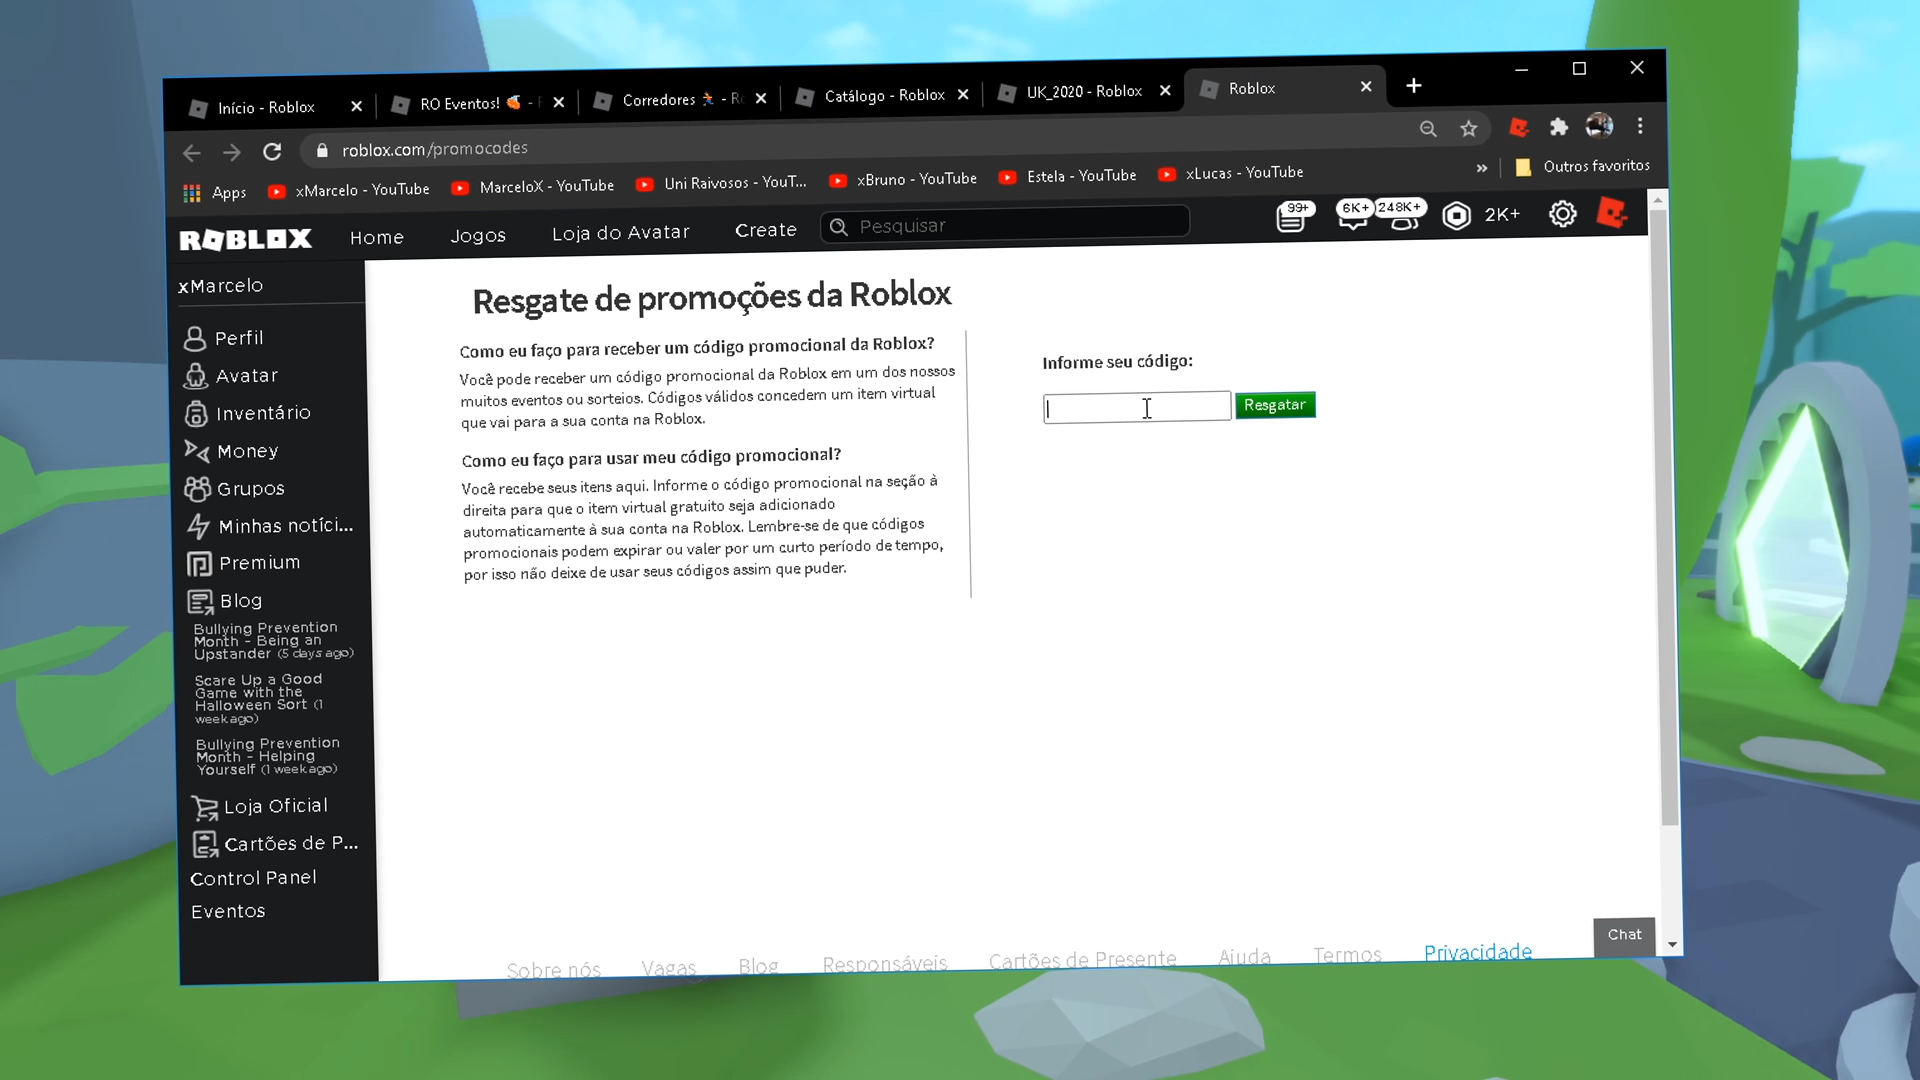 Início - Roblox
RO Eventos!
Corredores
Catálogo - Roblox
UK_2020 - Roblox
Roblox
roblox.com/promocodes
Apps
xMarcelo - YouTube
MarceloX - YouTube
Uni Raivosos - YouT...
xBruno - YouTube
Estela - YouTube
xLucas - YouTube
»
Outros favoritos
ROBLOX
Home
Jogos
Loja do Avatar
Create
Pesquisar
99+
6K+
248K+
2K+
xMarcelo
Perfil
Avatar
Inventário
Money
Grupos
Minhas notíci...
Premium
Blog
Bullying Prevention
Month - Being an
Upstander (5 days ago)
Scare Up a Good
Game with the
Halloween Sort (1
week ago)
Bullying Prevention
Month - Helping
Yourself (1 week ago)
Loja Oficial
Cartões de P...
Control Panel
Eventos
Resgate de promoções da Roblox
Como eu faço para receber um código promocional da Roblox?
Você pode receber um código promocional da Roblox em um dos nossos
muitos eventos ou sorteios. Códigos válidos concedem um item virtual
que vai para a sua conta na Roblox.
Como eu faço para usar meu código promocional?
Você recebe seus itens aqui. Informe o código promocional na seção à
direita para que o item virtual gratuito seja adicionado
automaticamente à sua conta na Roblox. Lembre-se de que códigos
promocionais podem expirar ou valer por um curto período de tempo,
por isso não deixe de usar seus códigos assim que puder.
Informe seu código:
Resgatar
Sobre nós
Vagas
Blog
Responsáveis
Cartões de Presente
Ajuda
Termos
Privacidade
Chat